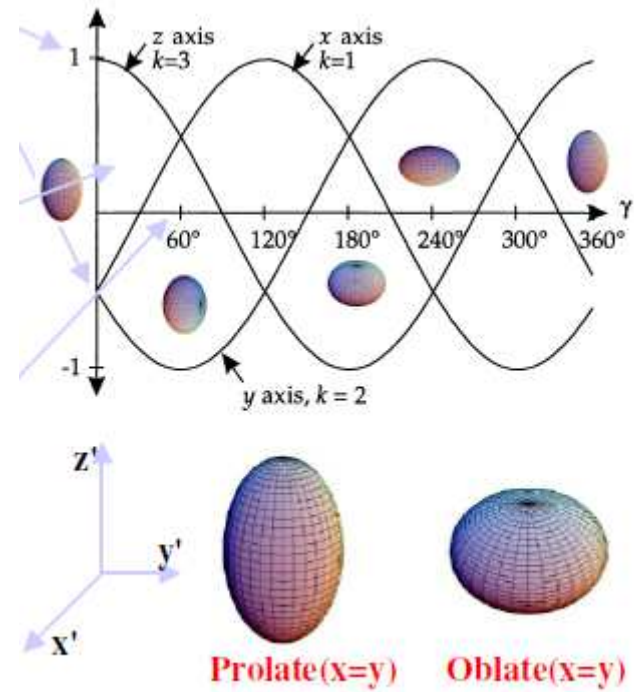 1
z axis
k=3
x axis
k=1
γ
60°
120°
180°
240°
300°
360°
-1
y axis, k = 2
z'
y'
x'
Prolate(x=y)
Oblate(x=y)